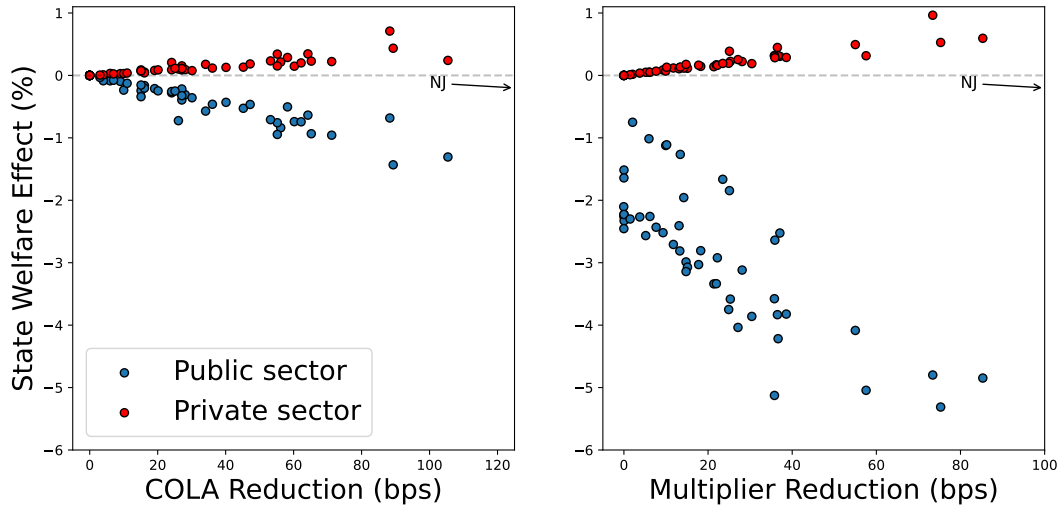 State Welfare Effect (%)
1
0
−1
−2
−3
−4
−5
−6
NJ
Public sector
Private sector
0 20 40 60 80 100 120
COLA Reduction (bps)
1
0
−1
−2
−3
−4
−5
−6
NJ
0 20 40 60 80 100
Multiplier Reduction (bps)